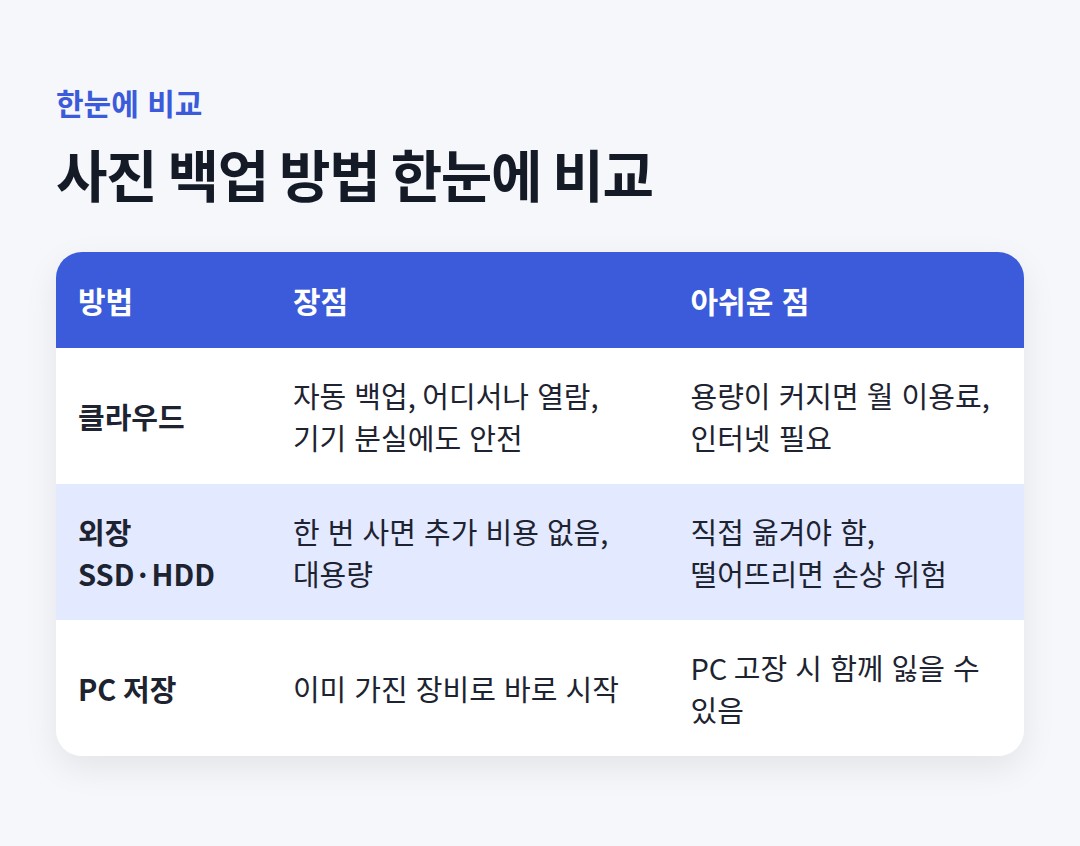 한눈에 비교
사진 백업 방법 한눈에 비교
방법 장점 아쉬운 점
클라우드
자동 백업, 어디서나 열람,
기기 분실에도 안전
용량이 커지면 월 이용료,
인터넷 필요
외장
SSD·HDD
한 번 사면 추가 비용 없음,
대용량
직접 옮겨야 함,
떨어뜨리면 손상 위험
PC 저장
이미 가진 장비로 바로 시작
PC 고장 시 함께 잃을 수
있음